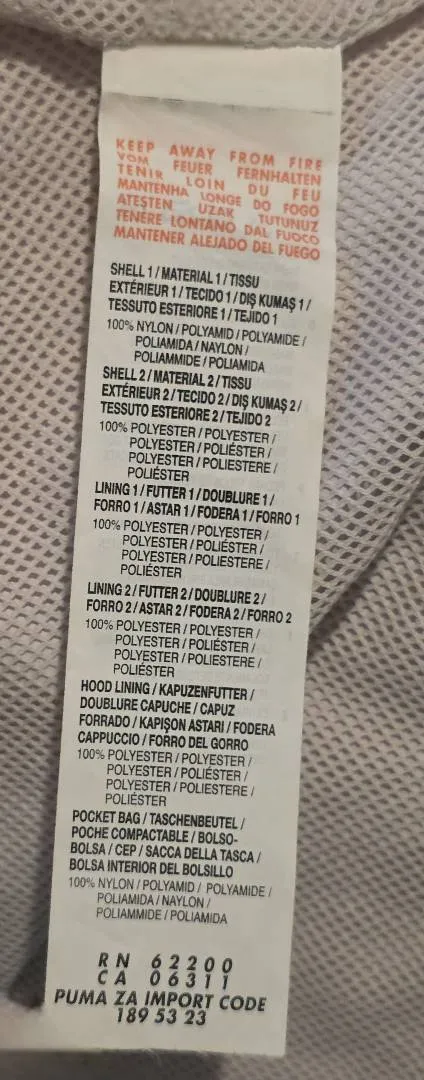 KEEP AWAY FROM FIRE
VOM FEUER FERNHALTEN
TENIR LOIN DU FEU
MANTENHA LONGE DO FOGO
ATEŞTEN UZAK TUTUNUZ
TENERE LONTANO DAL FUOCO
MANTENER ALEJADO DEL FUEGO
SHELL 1 / MATERIAL 1 / TISSU
EXTÉRIEUR 1 / TECIDO 1 / DIŞ KUMAŞ 1 /
TESSUTO ESTERIORE 1 / TEJIDO 1
100% NYLON / POLYAMID / POLYAMIDE /
POLIAMIDA / NAYLON /
POLIAMMIDE / POLIAMIDA
SHELL 2 / MATERIAL 2 / TISSU
EXTÉRIEUR 2 / TECIDO 2 / DIŞ KUMAŞ 2 /
TESSUTO ESTERIORE 2 / TEJIDO 2
100% POLYESTER / POLYESTER /
POLYESTER / POLIÉSTER /
POLYESTER / POLIESTERE /
POLIÉSTER
LINING 1 / FUTTER 1 / DOUBLURE 1 /
FORRO 1 / ASTAR 1 / FODERA 1 / FORRO 1
100% POLYESTER / POLYESTER /
POLYESTER / POLIÉSTER /
POLYESTER / POLIESTERE /
POLIÉSTER
LINING 2 / FUTTER 2 / DOUBLURE 2 /
FORRO 2 / ASTAR 2 / FODERA 2 / FORRO 2
100% POLYESTER / POLYESTER /
POLYESTER / POLIÉSTER /
POLYESTER / POLIESTERE /
POLIÉSTER
HOOD LINING / KAPUZENFUTTER /
DOUBLURE CAPUCHE / CAPUZ
FORRADO / KAPIŞON ASTARI / FODERA
CAPPUCCIO / FORRO DEL GORRO
100% POLYESTER / POLYESTER /
POLYESTER / POLIÉSTER /
POLYESTER / POLIESTERE /
POLIÉSTER
POCKET BAG / TASCHENBEUTEL /
POCHE COMPACTABLE / BOLSO-
BOLSA / CEP / SACCA DELLA TASCA /
BOLSA INTERIOR DEL BOLSILLO
100% NYLON / POLYAMID / POLYAMIDE /
POLIAMIDA / NAYLON /
POLIAMMIDE / POLIAMIDA
RN 62200
CA 06311
PUMA ZA IMPORT CODE
189 53 23